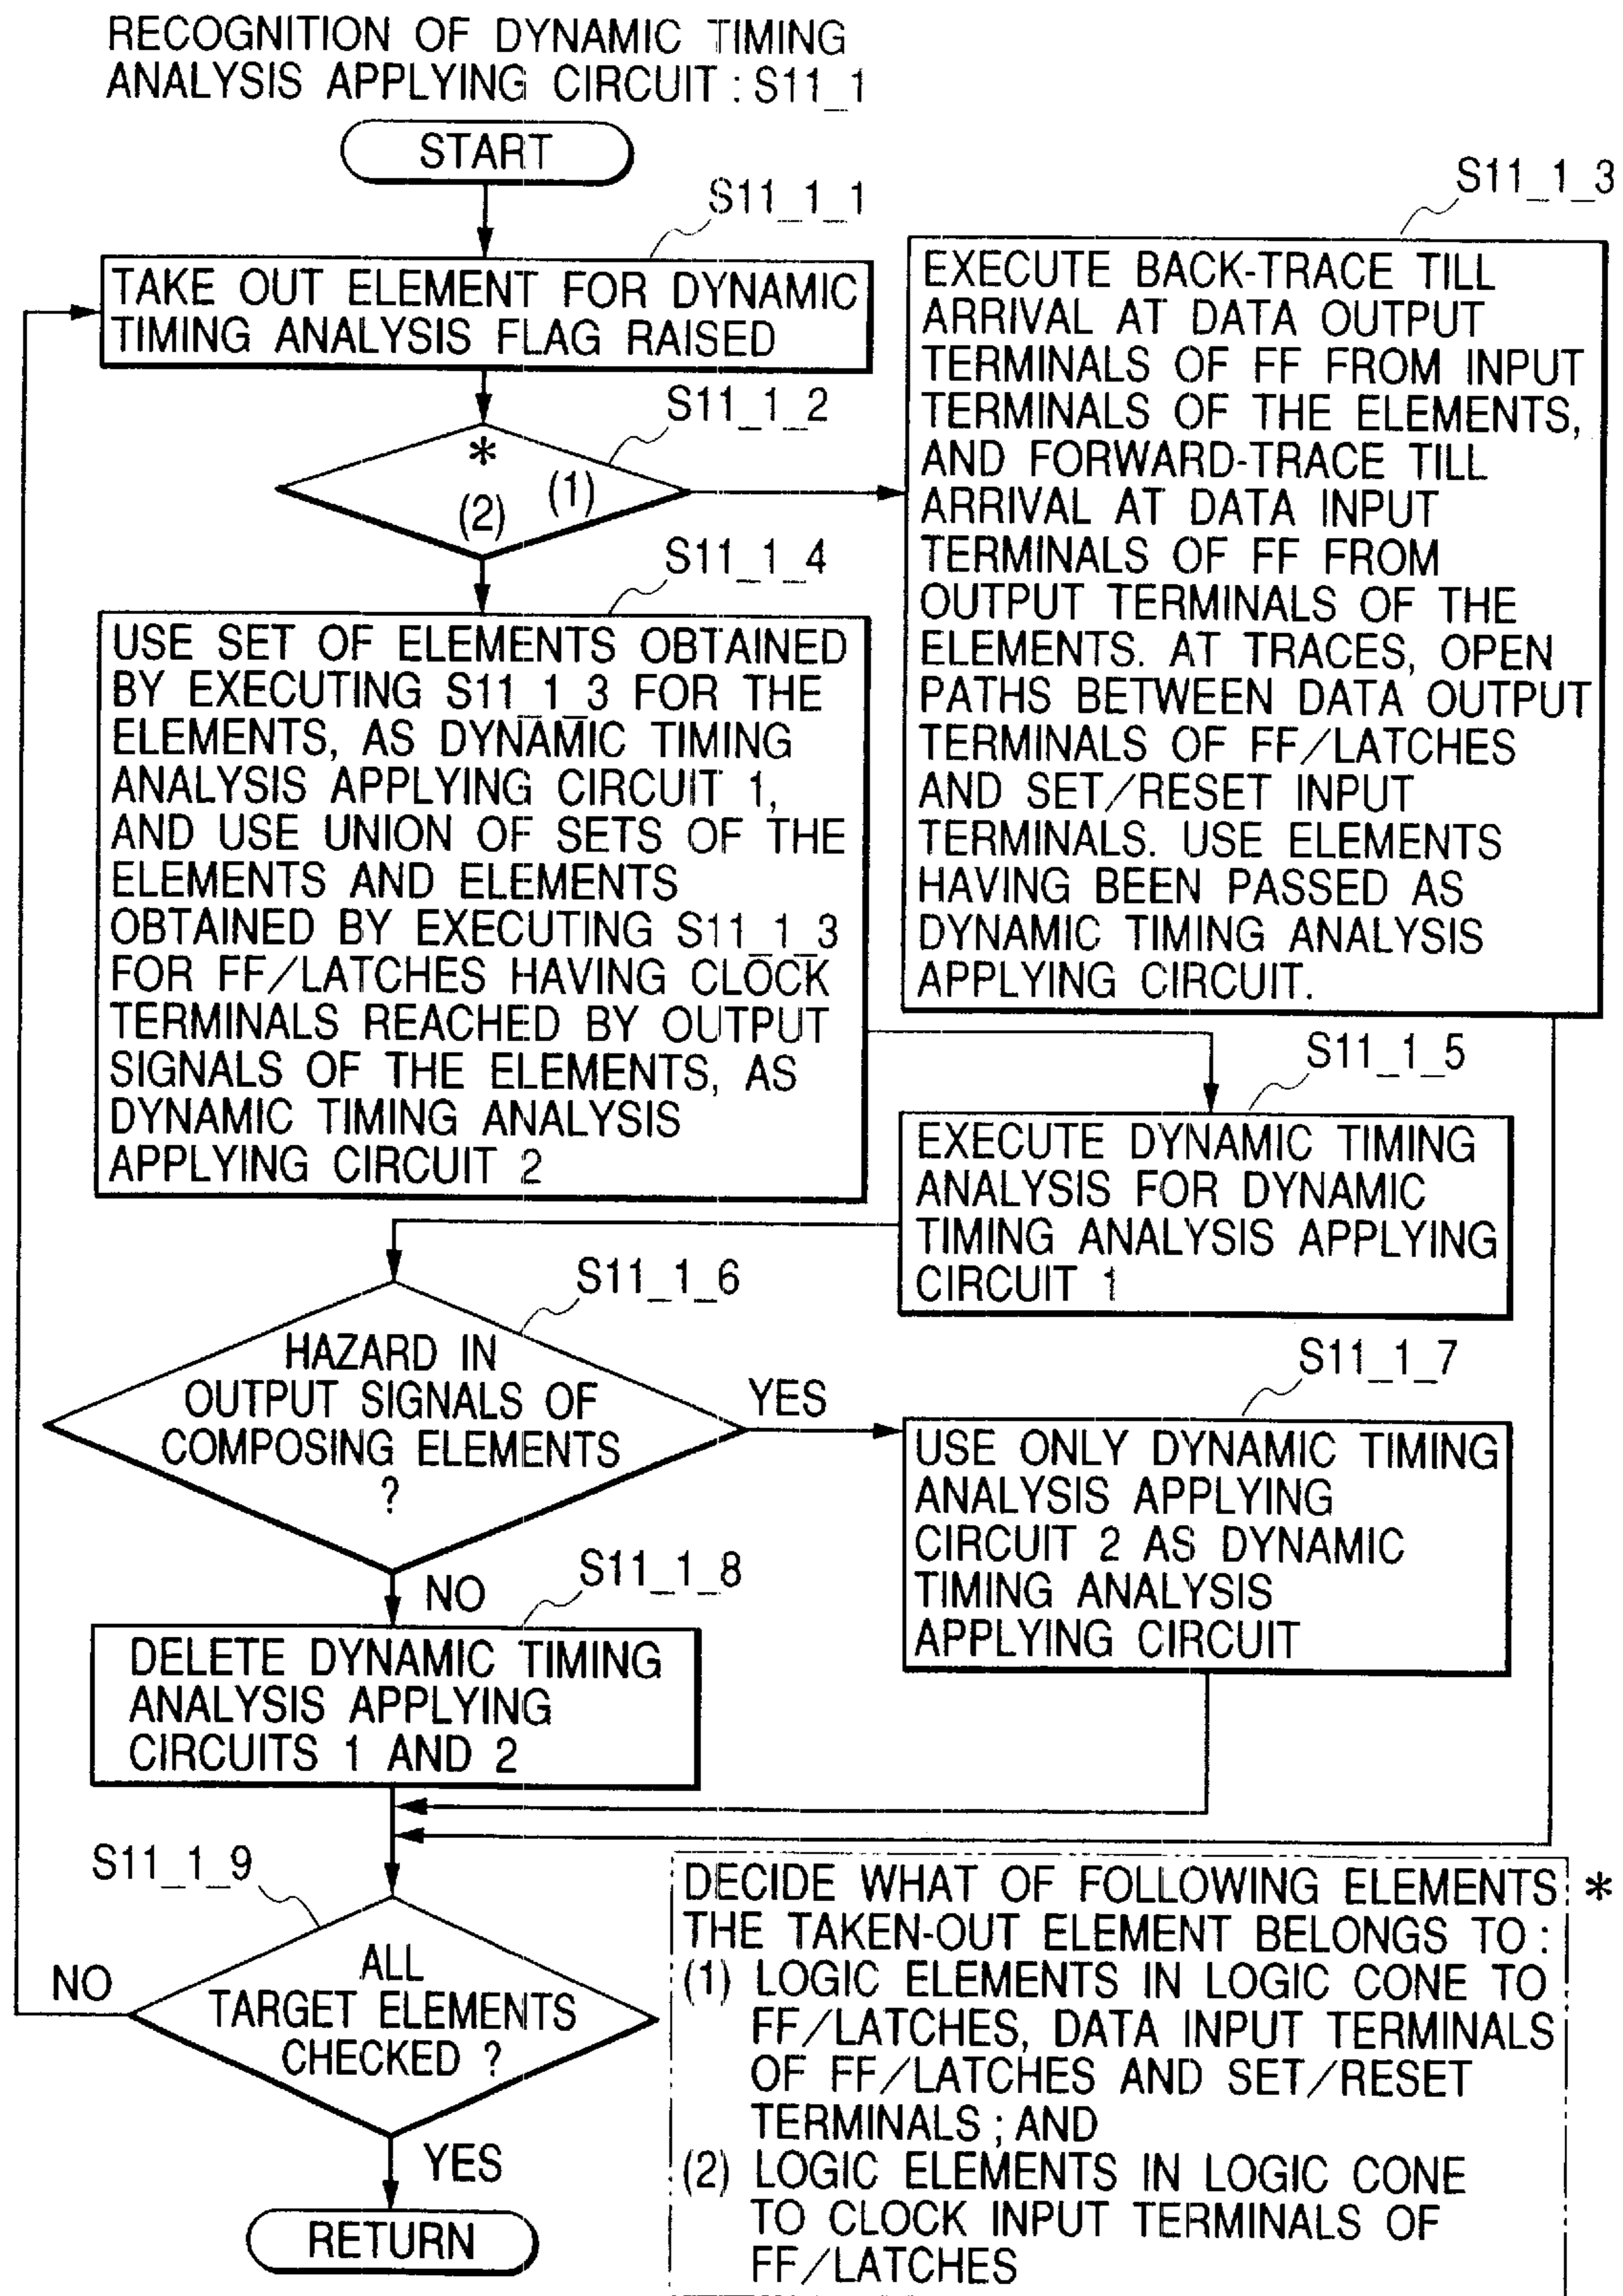 RECOGNITION OF DYNAMIC TIMING
ANALYSIS APPLYING CIRCUIT : S11_1
START
S11_1_1
TAKE OUT ELEMENT FOR DYNAMIC
TIMING ANALYSIS FLAG RAISED
S11_1_2
*
(1)
(2)
S11_1_3
EXECUTE BACK-TRACE TILL
ARRIVAL AT DATA OUTPUT
TERMINALS OF FF FROM INPUT
TERMINALS OF THE ELEMENTS,
AND FORWARD-TRACE TILL
ARRIVAL AT DATA INPUT
TERMINALS OF FF FROM
OUTPUT TERMINALS OF THE
ELEMENTS. AT TRACES, OPEN
PATHS BETWEEN DATA OUTPUT
TERMINALS OF FF/LATCHES
AND SET/RESET INPUT
TERMINALS. USE ELEMENTS
HAVING BEEN PASSED AS
DYNAMIC TIMING ANALYSIS
APPLYING CIRCUIT.
S11_1_4
USE SET OF ELEMENTS OBTAINED
BY EXECUTING S11_1_3 FOR THE
ELEMENTS, AS DYNAMIC TIMING
ANALYSIS APPLYING CIRCUIT 1,
AND USE UNION OF SETS OF THE
ELEMENTS AND ELEMENTS
OBTAINED BY EXECUTING S11_1_3
FOR FF/LATCHES HAVING CLOCK
TERMINALS REACHED BY OUTPUT
SIGNALS OF THE ELEMENTS, AS
DYNAMIC TIMING ANALYSIS
APPLYING CIRCUIT 2
S11_1_5
EXECUTE DYNAMIC TIMING
ANALYSIS FOR DYNAMIC
TIMING ANALYSIS APPLYING
CIRCUIT 1
S11_1_6
HAZARD IN
OUTPUT SIGNALS OF
COMPOSING ELEMENTS
?
YES
S11_1_7
USE ONLY DYNAMIC TIMING
ANALYSIS APPLYING
CIRCUIT 2 AS DYNAMIC
TIMING ANALYSIS
APPLYING CIRCUIT
NO
S11_1_8
DELETE DYNAMIC TIMING
ANALYSIS APPLYING
CIRCUITS 1 AND 2
S11_1_9
ALL
TARGET ELEMENTS
CHECKED ?
NO
YES
RETURN
DECIDE WHAT OF FOLLOWING ELEMENTS *
THE TAKEN-OUT ELEMENT BELONGS TO :
(1) LOGIC ELEMENTS IN LOGIC CONE TO
FF/LATCHES, DATA INPUT TERMINALS
OF FF/LATCHES AND SET/RESET
TERMINALS ; AND
(2) LOGIC ELEMENTS IN LOGIC CONE
TO CLOCK INPUT TERMINALS OF
FF/LATCHES